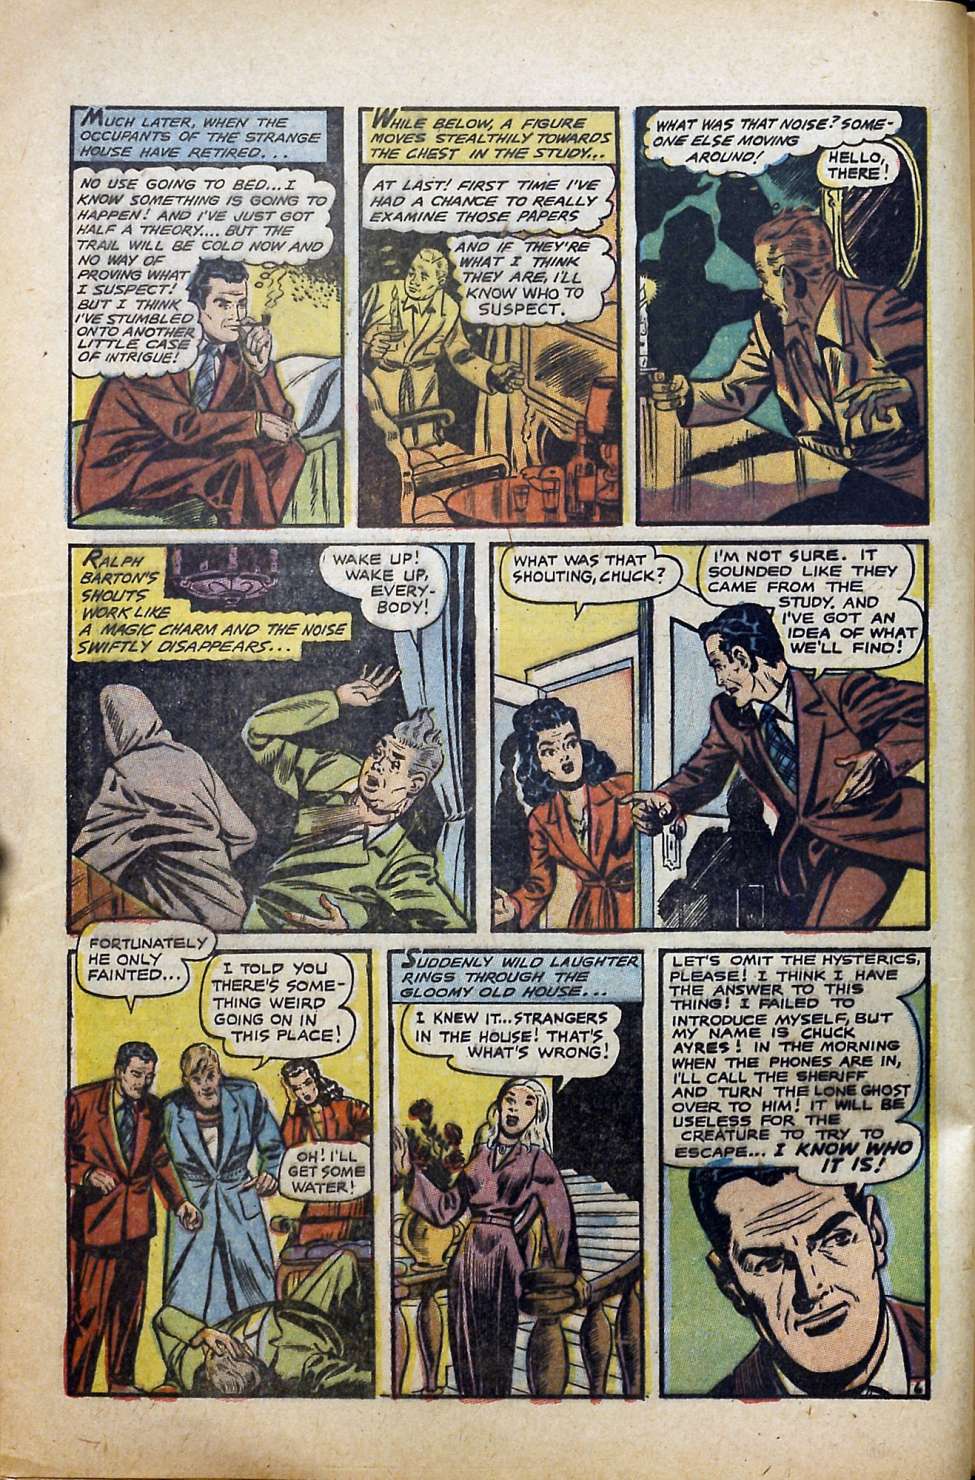 MUCH LATER, WHEN THE
OCCUPANTS OF THE STRANGE
HOUSE HAVE RETIRED...
NO USE GOING TO BED...I
KNOW SOMETHING IS GOING TO
HAPPEN! AND I'VE JUST GOT
HALF A THEORY... BUT THE
TRAIL WILL BE COLD NOW AND
NO WAY OF
PROVING WHAT
I SUSPECT!
BUT I THINK
I'VE STUMBLED
ONTO ANOTHER
LITTLE CASE
OF INTRIGUE!
WHILE BELOW, A FIGURE
MOVES STEALTHILY TOWARDS
THE CHEST IN THE STUDY...
AT LAST! FIRST TIME I'VE
HAD A CHANCE TO REALLY
EXAMINE THOSE PAPERS
AND IF THEY'RE
WHAT I THINK
THEY ARE, I'LL
KNOW WHO TO
SUSPECT.
WHAT WAS THAT NOISE? SOME-
ONE ELSE MOVING
AROUND!
HELLO,
THERE!
RALPH
BARTON'S
SHOUTS
WORK LIKE
A MAGIC CHARM AND THE NOISE
SWIFTLY DISAPPEARS...
WAKE UP!
WAKE UP,
EVERY-
BODY!
WHAT WAS THAT
SHOUTING, CHUCK?
I'M NOT SURE. IT
SOUNDED LIKE THEY
CAME FROM THE
STUDY. AND
I'VE GOT AN
IDEA OF WHAT
WE'LL FIND!
FORTUNATELY
HE ONLY
FAINTED...
I TOLD YOU
THERE'S SOME-
THING WEIRD
GOING ON IN
THIS PLACE!
OH! I'LL
GET SOME
WATER!
SUDDENLY WILD LAUGHTER
RINGS THROUGH THE
GLOOMY OLD HOUSE...
I KNEW IT...STRANGERS
IN THE HOUSE! THAT'S
WHAT'S WRONG!
LET'S OMIT THE HYSTERICS,
PLEASE! I THINK I HAVE
THE ANSWER TO THIS
THING! I FAILED TO
INTRODUCE MYSELF, BUT
MY NAME IS CHUCK
AYRES! IN THE MORNING
WHEN THE PHONES ARE IN,
I'LL CALL THE SHERIFF
AND TURN THE LONE GHOST
OVER TO HIM! IT WILL BE
USELESS FOR THE
CREATURE TO TRY TO
ESCAPE... I KNOW WHO
IT IS!
6